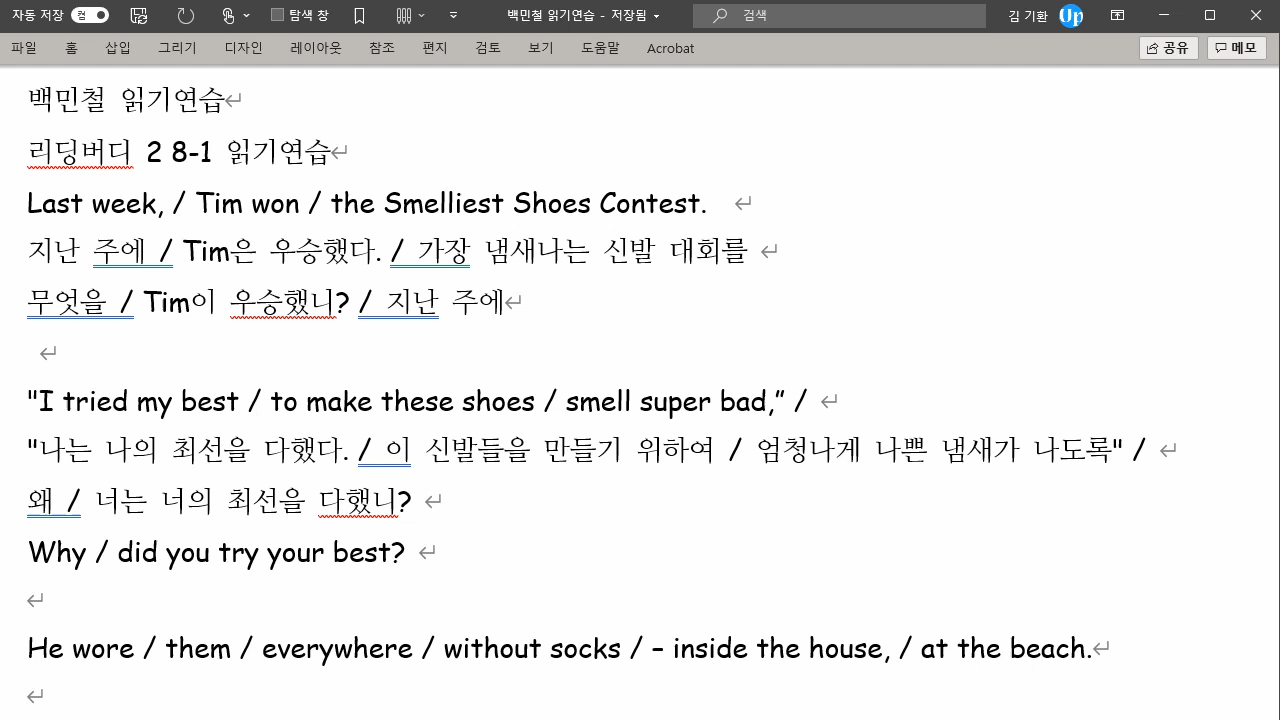 자동 저장 컴 탐색 창 백민철 읽기연습 - 저장됨 검색 김 기환 Up
파일 홈 삽입 그리기 디자인 레이아웃 참조 편지 검토 보기 도움말 Acrobat 공유 메모
백민철 읽기연습
리딩버디 2 8-1 읽기연습
Last week, / Tim won / the Smelliest Shoes Contest.
지난 주에 / Tim은 우승했다. / 가장 냄새나는 신발 대회를
무엇을 / Tim이 우승했니? / 지난 주에
"I tried my best / to make these shoes / smell super bad,” /
"나는 나의 최선을 다했다. / 이 신발들을 만들기 위하여 / 엄청나게 나쁜 냄새가 나도록" /
왜 / 너는 너의 최선을 다했니?
Why / did you try your best?
He wore / them / everywhere / without socks / – inside the house, / at the beach.